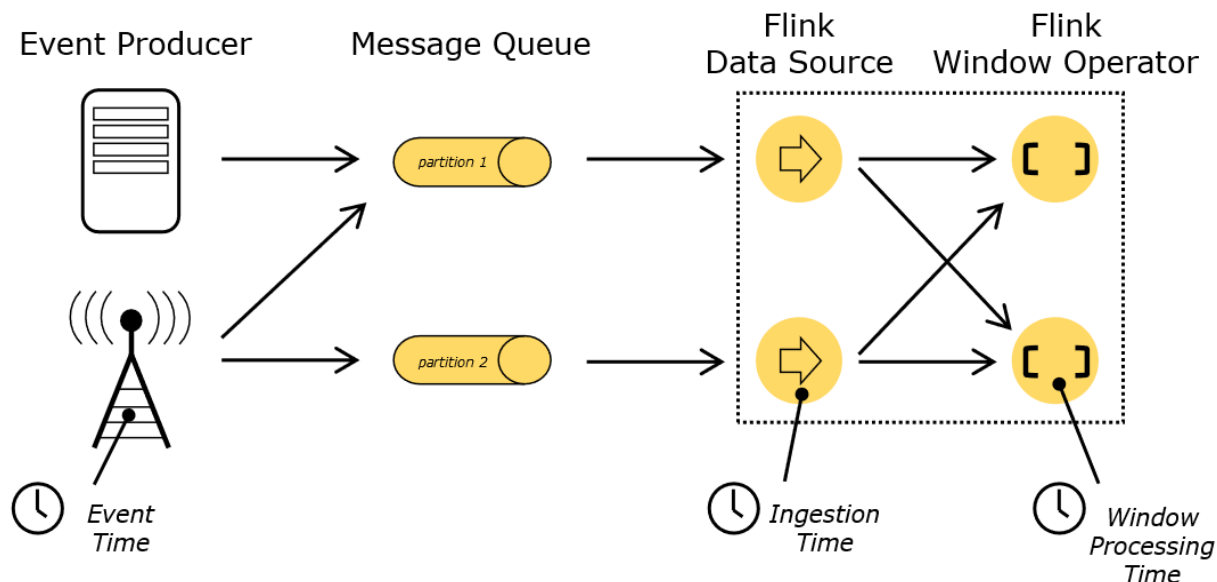 Event Producer
Message Queue
Flink
Data Source
Flink
Window Operator
partition 1
partition 2
Event
Time
Ingestion
Time
Window
Processing
Time